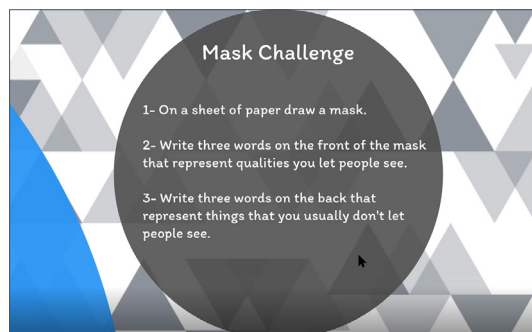 Mask Challenge
1- On a sheet of paper draw a mask.
2- Write three words on the front of the mask
that represent qualities you let people see.
3- Write three words on the back that
represent things that you usually don't let
people see.